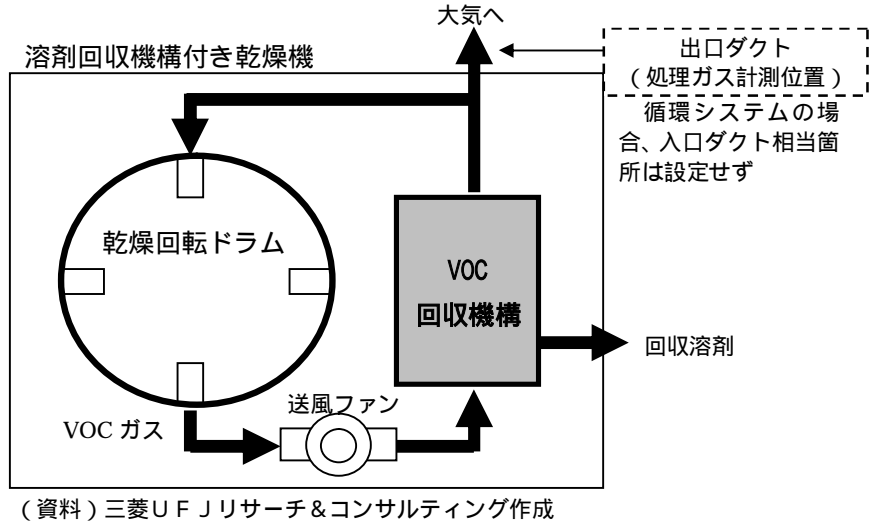 大気へ
溶剤回収機構付き乾燥機
出口ダクト
（処理ガス計測位置）
循環システムの場
合、入口ダクト相当箇
所は設定せず
乾燥回転ドラム
VOC
回収機構
回収溶剤
送風ファン
VOC ガス
（資料）三菱ＵＦＪリサーチ＆コンサルティング作成